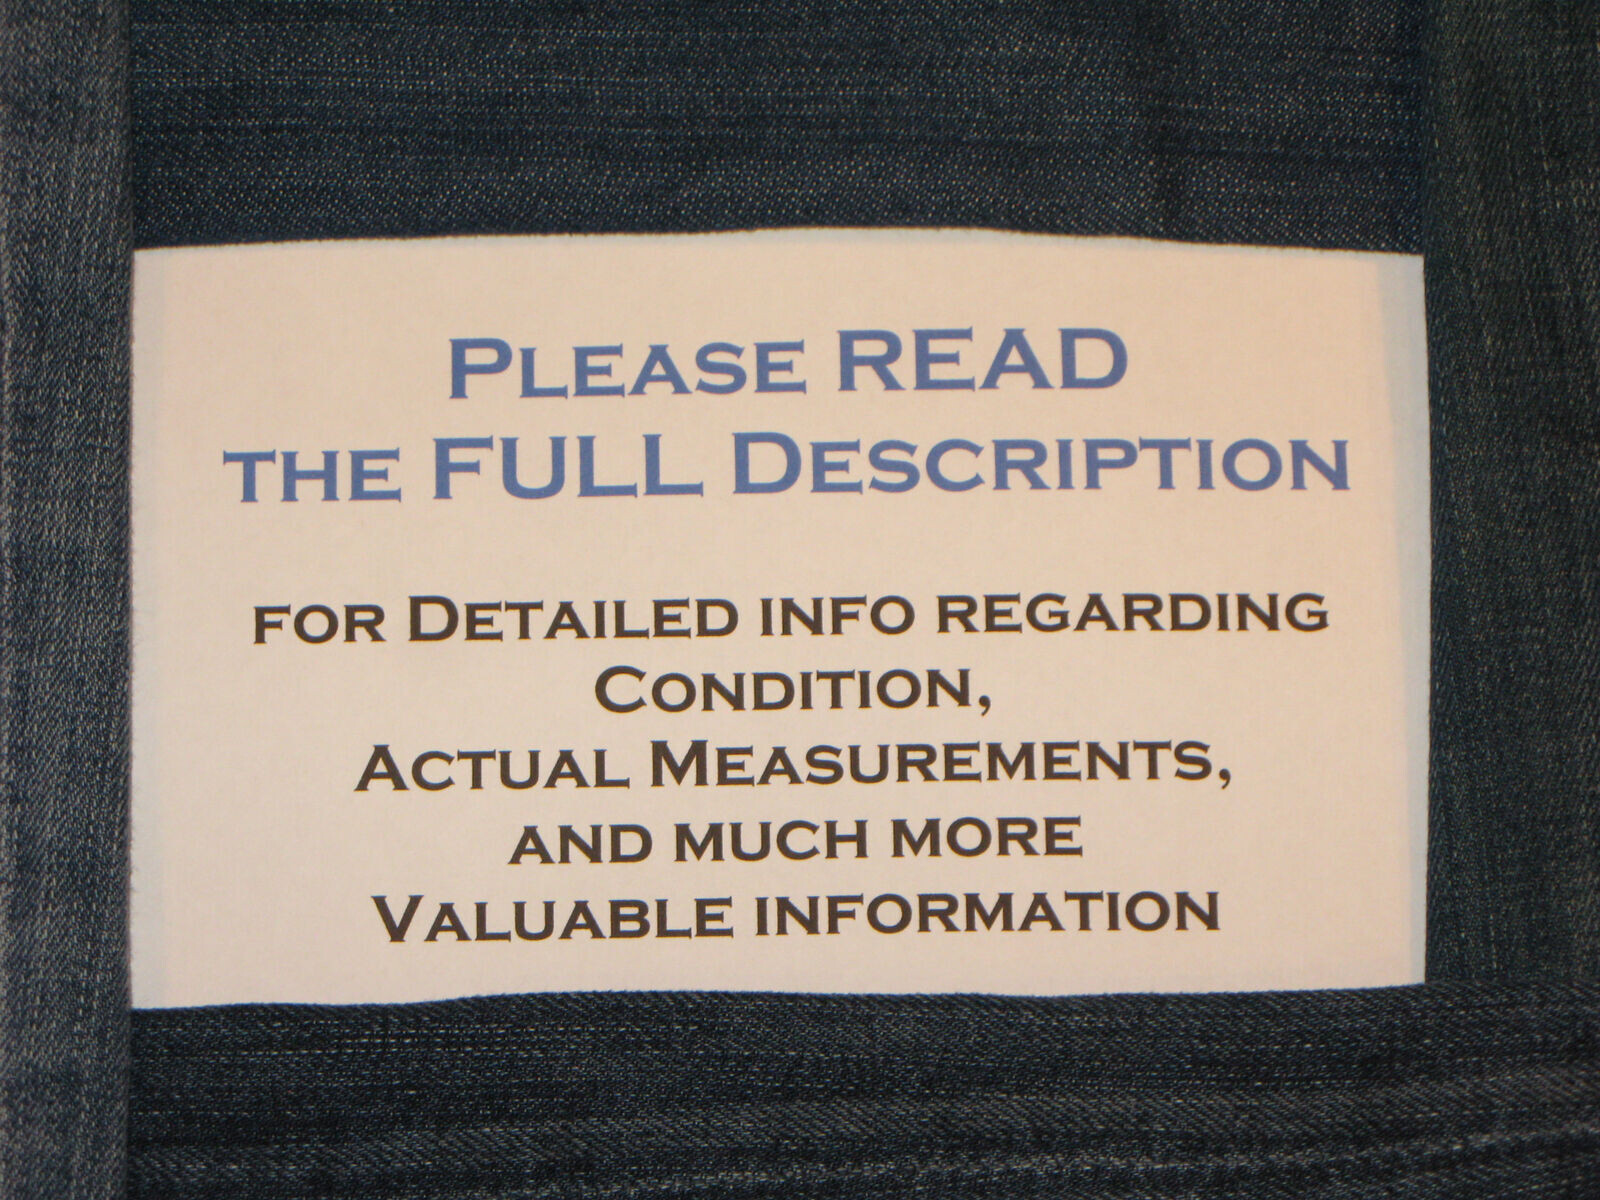 Please READ
the FULL Description
for Detailed info regarding
Condition,
Actual Measurements,
and much more
Valuable information